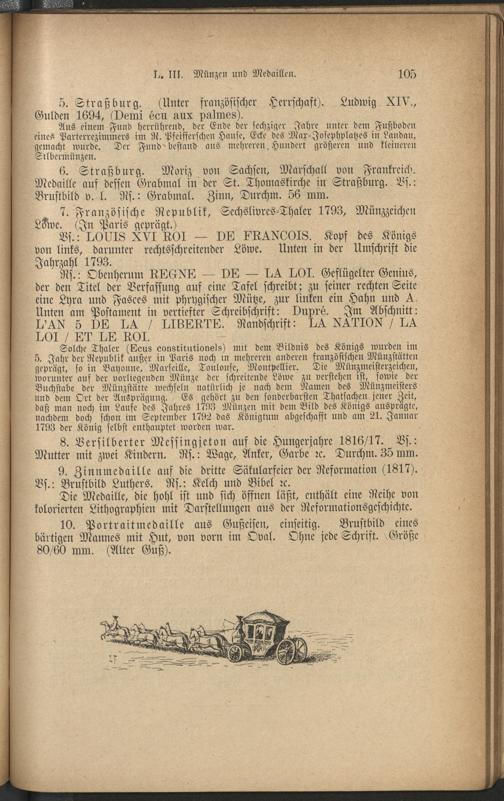 L. III. Münzen und Medaillen. 105
5. Straßburg. (Unter französischer Herrschaft). Ludwig XIV.,
Gulden 1694, (Demi écu aux palmes).
Aus einem Fund herrührend, der Ende der sechziger Jahre unter dem Fußboden
eines Parterrezimmers im R. Pfeifferschen Hause, Ecke des Max-Josephplatzes in Landau,
gemacht wurde. Der Fund bestand aus mehreren Hundert größeren und kleineren
Silbermünzen.
6. Straßburg. Moriz von Sachsen, Marschall von Frankreich.
Medaille auf dessen Grabmal in der St. Thomaskirche in Straßburg. Vs.:
Brustbild v. l. Rs.: Grabmal. Zinn, Durchm. 56 mm.
7. Französische Republik, Sechslivres-Thaler 1793, Münzzeichen
Löwe. (In Paris geprägt.)
Vs.: LOUIS XVI ROI — DE FRANCOIS. Kopf des Königs
von links, darunter rechtsschreitender Löwe. Unten in der Umschrift die
Jahrzahl 1793.
Rs.: Obenherum REGNE — DE — LA LOI. Geflügelter Genius,
der den Titel der Verfassung auf eine Tafel schreibt; zu seiner rechten Seite
eine Lyra und Fasces mit phrygischer Mütze, zur linken ein Hahn und A.
Unten am Postament in vertiefter Schreibschrift: Dupré. Im Abschnitt:
L'AN 5 DE LA / LIBERTE. Randschrift: LA NATION / LA
LOI / ET LE ROI.
Solche Thaler (Ecus constitutionels) mit dem Bildnis des Königs wurden im
5. Jahr der Republik außer in Paris noch in mehreren anderen französischen Münzstätten
geprägt, so in Bayonne, Marseille, Toulouse, Montpellier. Die Münzmeisterzeichen,
worunter auf der vorliegenden Münze der schreitende Löwe zu verstehen ist, sowie der
Buchstabe der Münzstätte wechseln natürlich je nach dem Namen des Münzmeisters
und dem Ort der Ausprägung. Es gehört zu den sonderbarsten Thatsachen jener Zeit,
daß man noch im Laufe des Jahres 1793 Münzen mit dem Bild des Königs ausprägte,
nachdem doch schon im September 1792 das Königtum abgeschafft und am 21. Januar
1793 der König selbst enthauptet worden war.
8. Versilberter Messingjeton auf die Hungerjahre 1816/17. Vs.:
Mutter mit zwei Kindern. Rs.: Wage, Anker, Garbe ꝛc. Durchm. 35 mm.
9. Zinnmedaille auf die dritte Säkularfeier der Reformation (1817).
Vs.: Brustbild Luthers. Rs.: Kelch und Bibel ꝛc.
Die Medaille, die hohl ist und sich öffnen läßt, enthält eine Reihe von
kolorierten Lithographien mit Darstellungen aus der Reformationsgeschichte.
10. Portraitmedaille aus Gußeisen, einseitig. Brustbild eines
bärtigen Mannes mit Hut, von vorn im Oval. Ohne jede Schrift. Größe
80/60 mm. (Alter Guß).